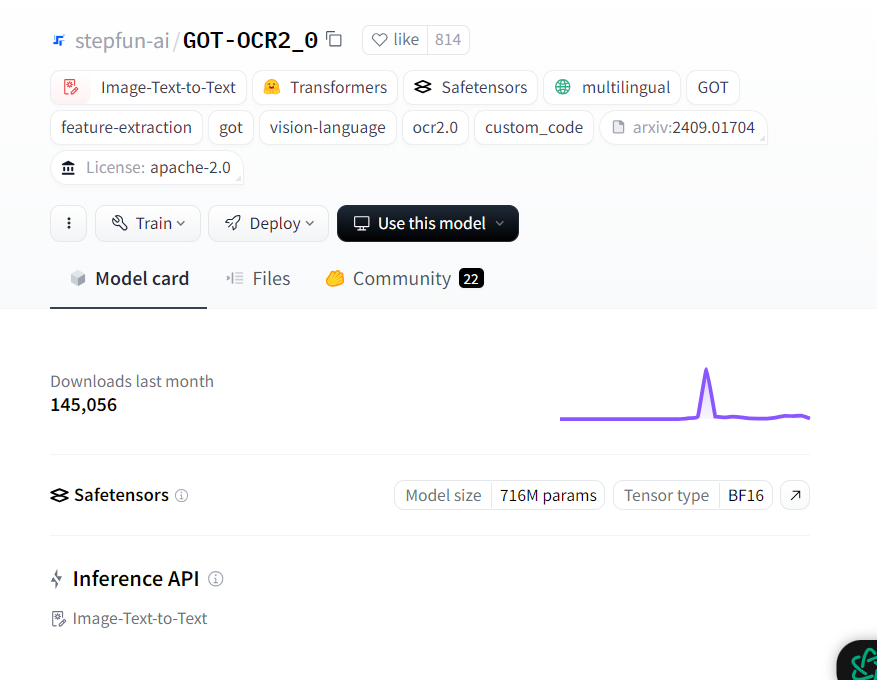 stepfun-ai/GOT-OCR2_0 like 814
Image-Text-to-Text Transformers Safetensors multilingual GOT
feature-extraction got vision-language ocr2.0 custom_code arxiv:2409.01704
License: apache-2.0
Train Deploy Use this model
Model card Files Community 22
Downloads last month
145,056
Safetensors Model size 716M params Tensor type BF16
Inference API
Image-Text-to-Text